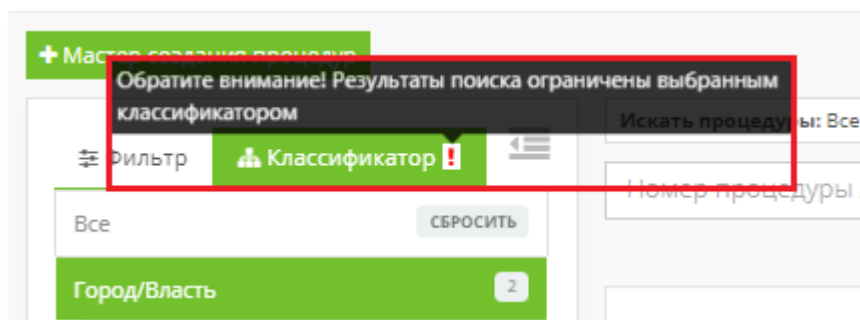 Мастер создания процедур
Обратите внимание! Результаты поиска ограничены выбранным
классификатором
Искать процедуры: Все
Фильтр
Классификатор !
Номер процедуры
Все
СБРОСИТЬ
Город/Власть
2